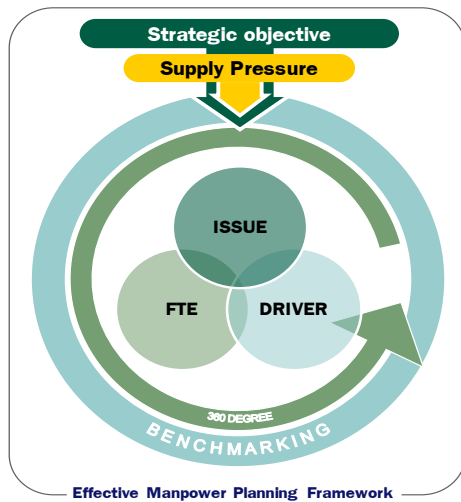 Strategic objective
Supply Pressure
ISSUE
FTE
DRIVER
360 DEGREE
BENCHMARKING
Effective Manpower Planning Framework